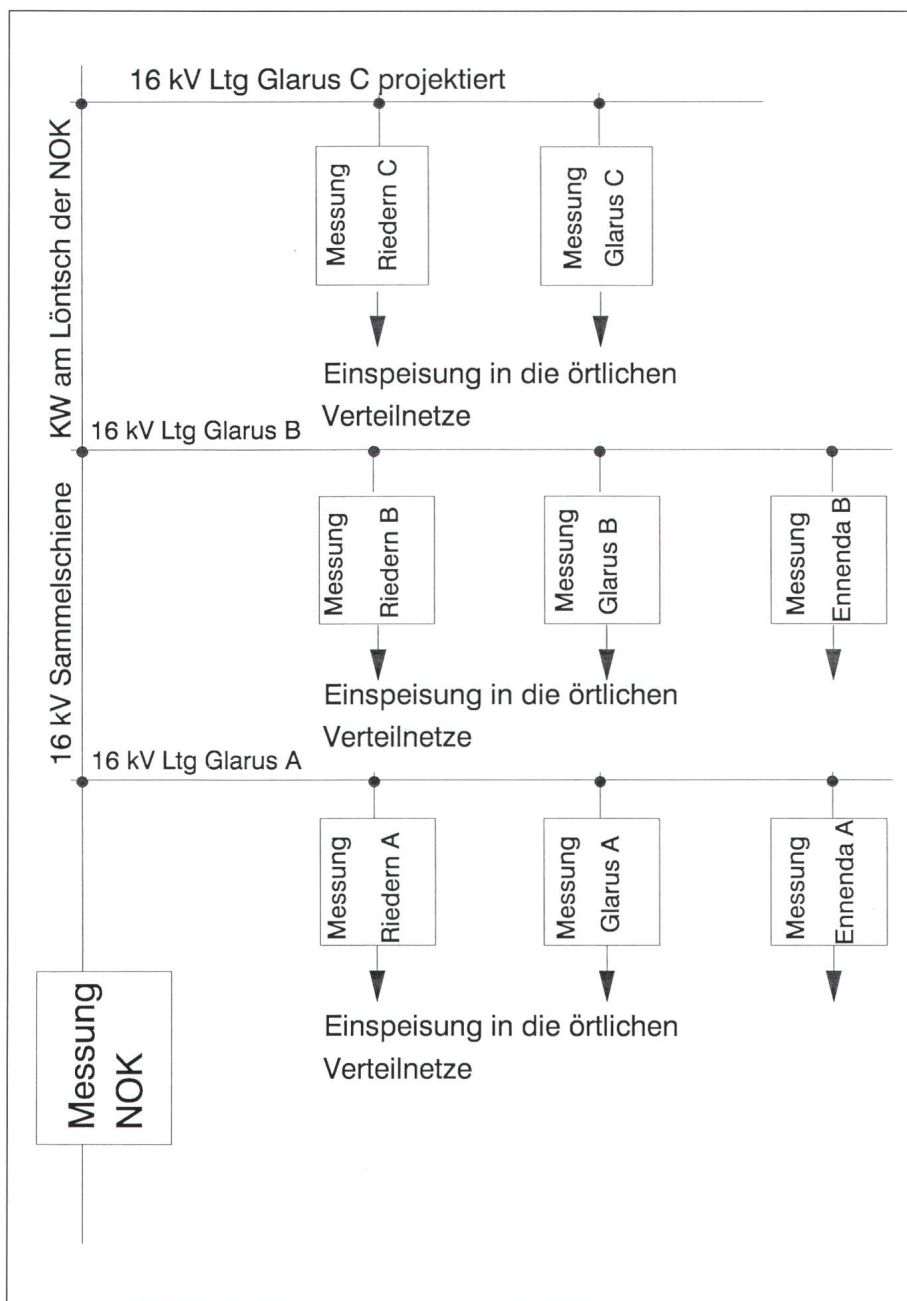 16 kV Ltg Glarus C projektiert
KW am Löntsch der NOK
Messung
Riedern C
Messung
Glarus C
Einspeisung in die örtlichen
Verteilnetze
16 kV Ltg Glarus B
16 kV Sammelschiene
Messung
Riedern B
Messung
Glarus B
Messung
Ennenda B
Einspeisung in die örtlichen
Verteilnetze
16 kV Ltg Glarus A
Messung
Riedern A
Messung
Glarus A
Messung
Ennenda A
Einspeisung in die örtlichen
Verteilnetze
Messung
NOK